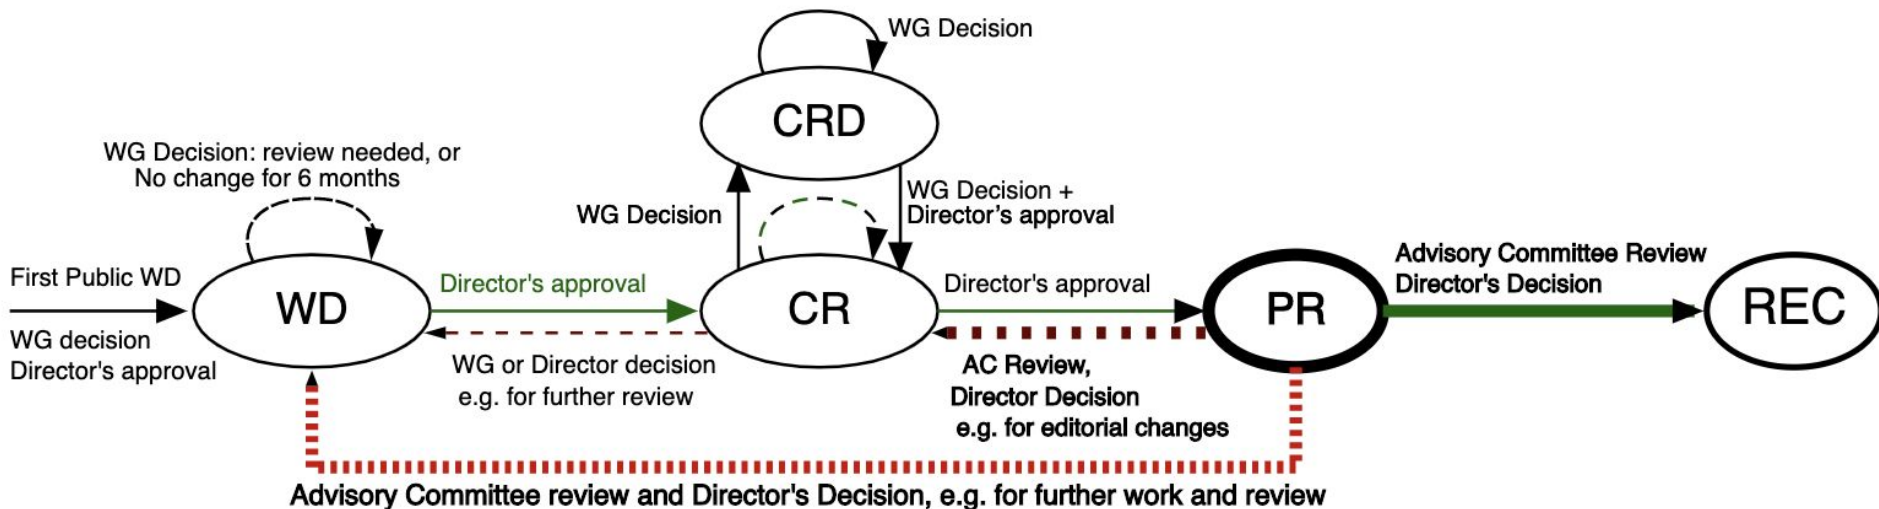 WG Decision
CRD
WG Decision: review needed, or
No change for 6 months
WG Decision
WG Decision +
Director’s approval
First Public WD
WG decision
Director's approval
WD
Director's approval
WG or Director decision
e.g. for further review
CR
Director's approval
AC Review,
Director Decision
e.g. for editorial changes
PR
Advisory Committee Review
Director's Decision
REC
Advisory Committee review and Director's Decision, e.g. for further work and review